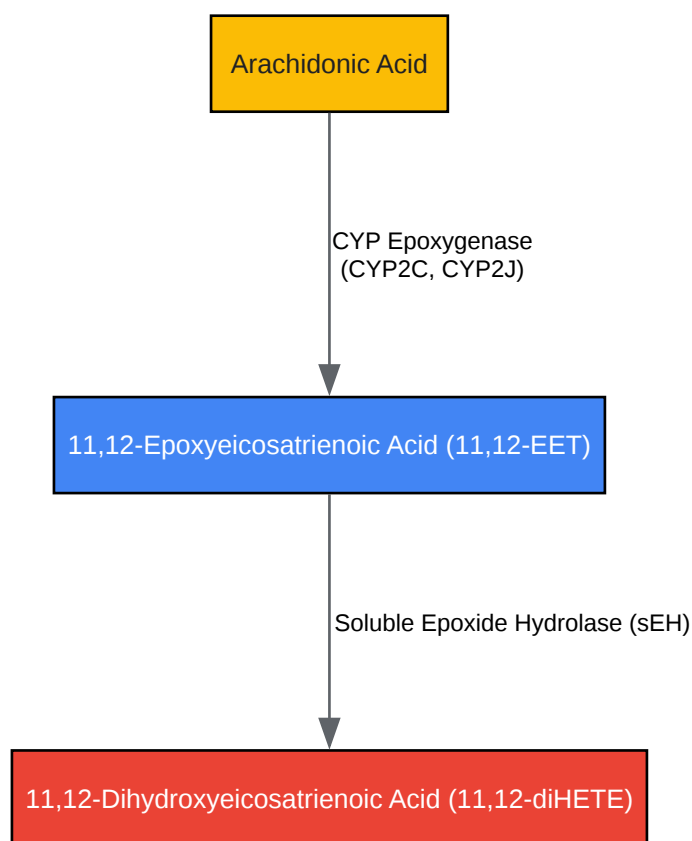 Arachidonic Acid
CYP Epoxygenase
(CYP2C, CYP2J)
11,12-Epoxyeicosatrienoic Acid (11,12-EET)
Soluble Epoxide Hydrolase (sEH)
11,12-Dihydroxyeicosatrienoic Acid (11,12-diHETE)